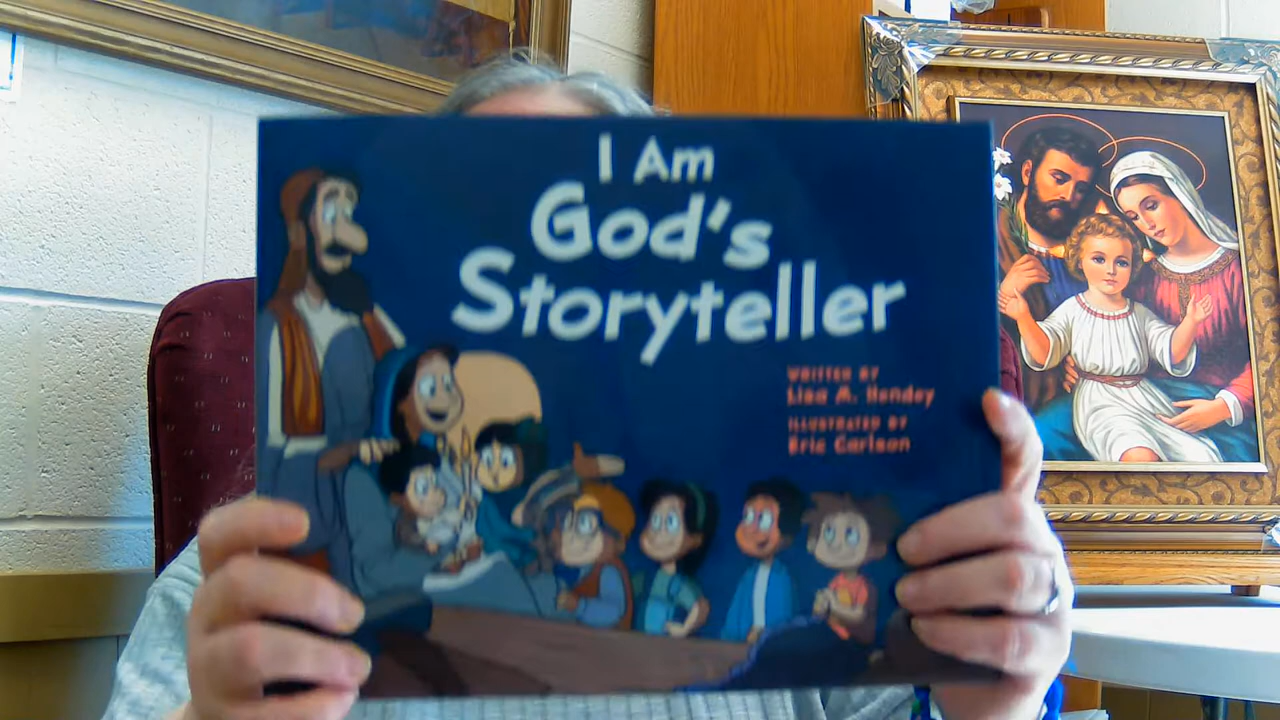 I Am
God's
Storyteller
WRITTEN BY
Lisa M. Hendey
ILLUSTRATED BY
Eric Carlson